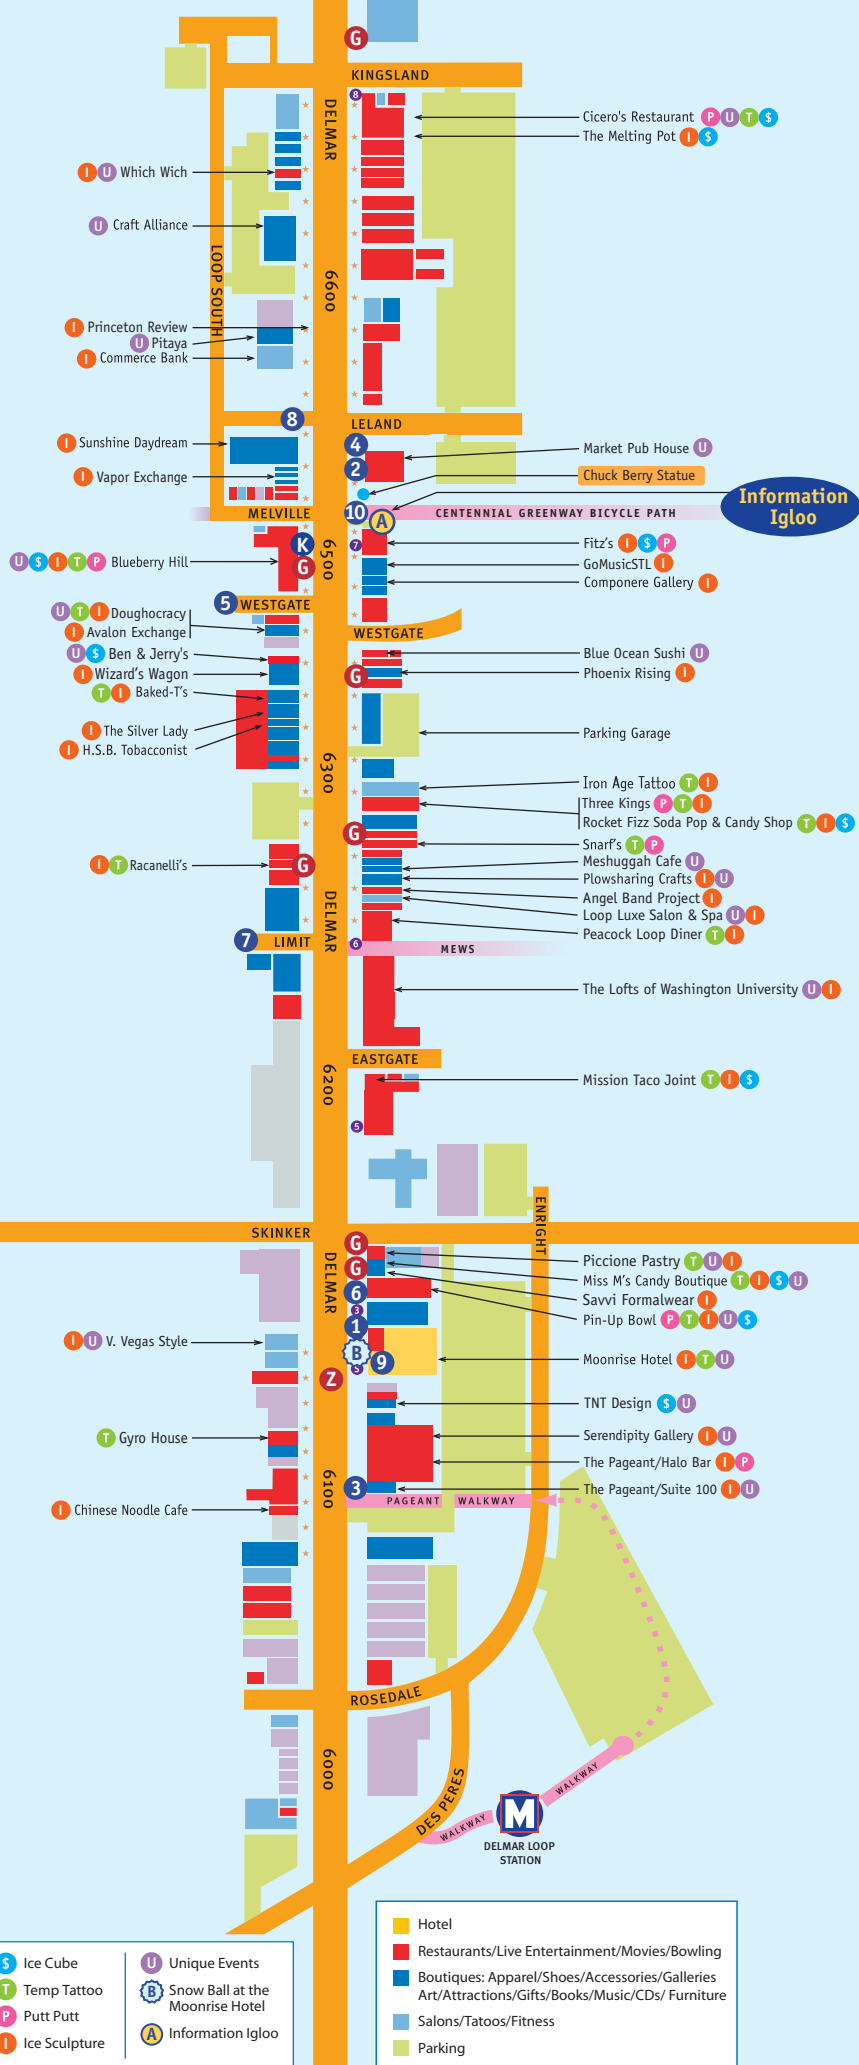 G
KINGSLAND
DELMAR
8
Cicero's Restaurant P U T $
The Melting Pot I $
I U Which Wich
U Craft Alliance
LOOP SOUTH
6600
I Princeton Review
U Pitaya
I Commerce Bank
8
LELAND
I Sunshine Daydream
4
Market Pub House U
2
Chuck Berry Statue
I Vapor Exchange
Information
Igloo
MELVILLE
10
A
CENTENNIAL GREENWAY BICYCLE PATH
6500
K
7
Fitz's I $ P
U $ I T P Blueberry Hill
G
GoMusicSTL I
Componere Gallery I
5
WESTGATE
WESTGATE
U T I Doughocracy
I Avalon Exchange
U $ Ben & Jerry's
Blue Ocean Sushi U
I Wizard's Wagon
G
Phoenix Rising I
T I Baked-T's
I The Silver Lady
Parking Garage
I H.S.B. Tobacconist
6300
Iron Age Tattoo T I
Three Kings P T I
Rocket Fizz Soda Pop & Candy Shop T I $
G
Snarf's T P
I T Racanelli's
G
Meshuggah Cafe U
Plowsharing Crafts I U
Angel Band Project I
DELMAR
Loop Luxe Salon & Spa U I
Peacock Loop Diner T I
7
LIMIT
6
MEWS
The Lofts of Washington University U I
EASTGATE
6200
Mission Taco Joint T I $
5
ENRIGHT
SKINKER
DELMAR
G
Piccione Pastry T U I
G
Miss M's Candy Boutique T I $ U
6
Savvi Formalwear I
3
Pin-Up Bowl P T I U $
1
I U V. Vegas Style
B
9
Moonrise Hotel I T U
Z
TNT Design $ U
T Gyro House
Serendipity Gallery I U
The Pageant/Halo Bar I P
6100
3
The Pageant/Suite 100 I U
PAGEANT WALKWAY
I Chinese Noodle Cafe
ROSEDALE
6000
DES PERES
WALKWAY
WALKWAY
M
DELMAR LOOP
STATION
$ Ice Cube
T Temp Tattoo
P Putt Putt
I Ice Sculpture
U Unique Events
B Snow Ball at the
Moonrise Hotel
A Information Igloo
Hotel
Restaurants/Live Entertainment/Movies/Bowling
Boutiques: Apparel/Shoes/Accessories/Galleries
Art/Attractions/Gifts/Books/Music/CDs/ Furniture
Salons/Tatoos/Fitness
Parking